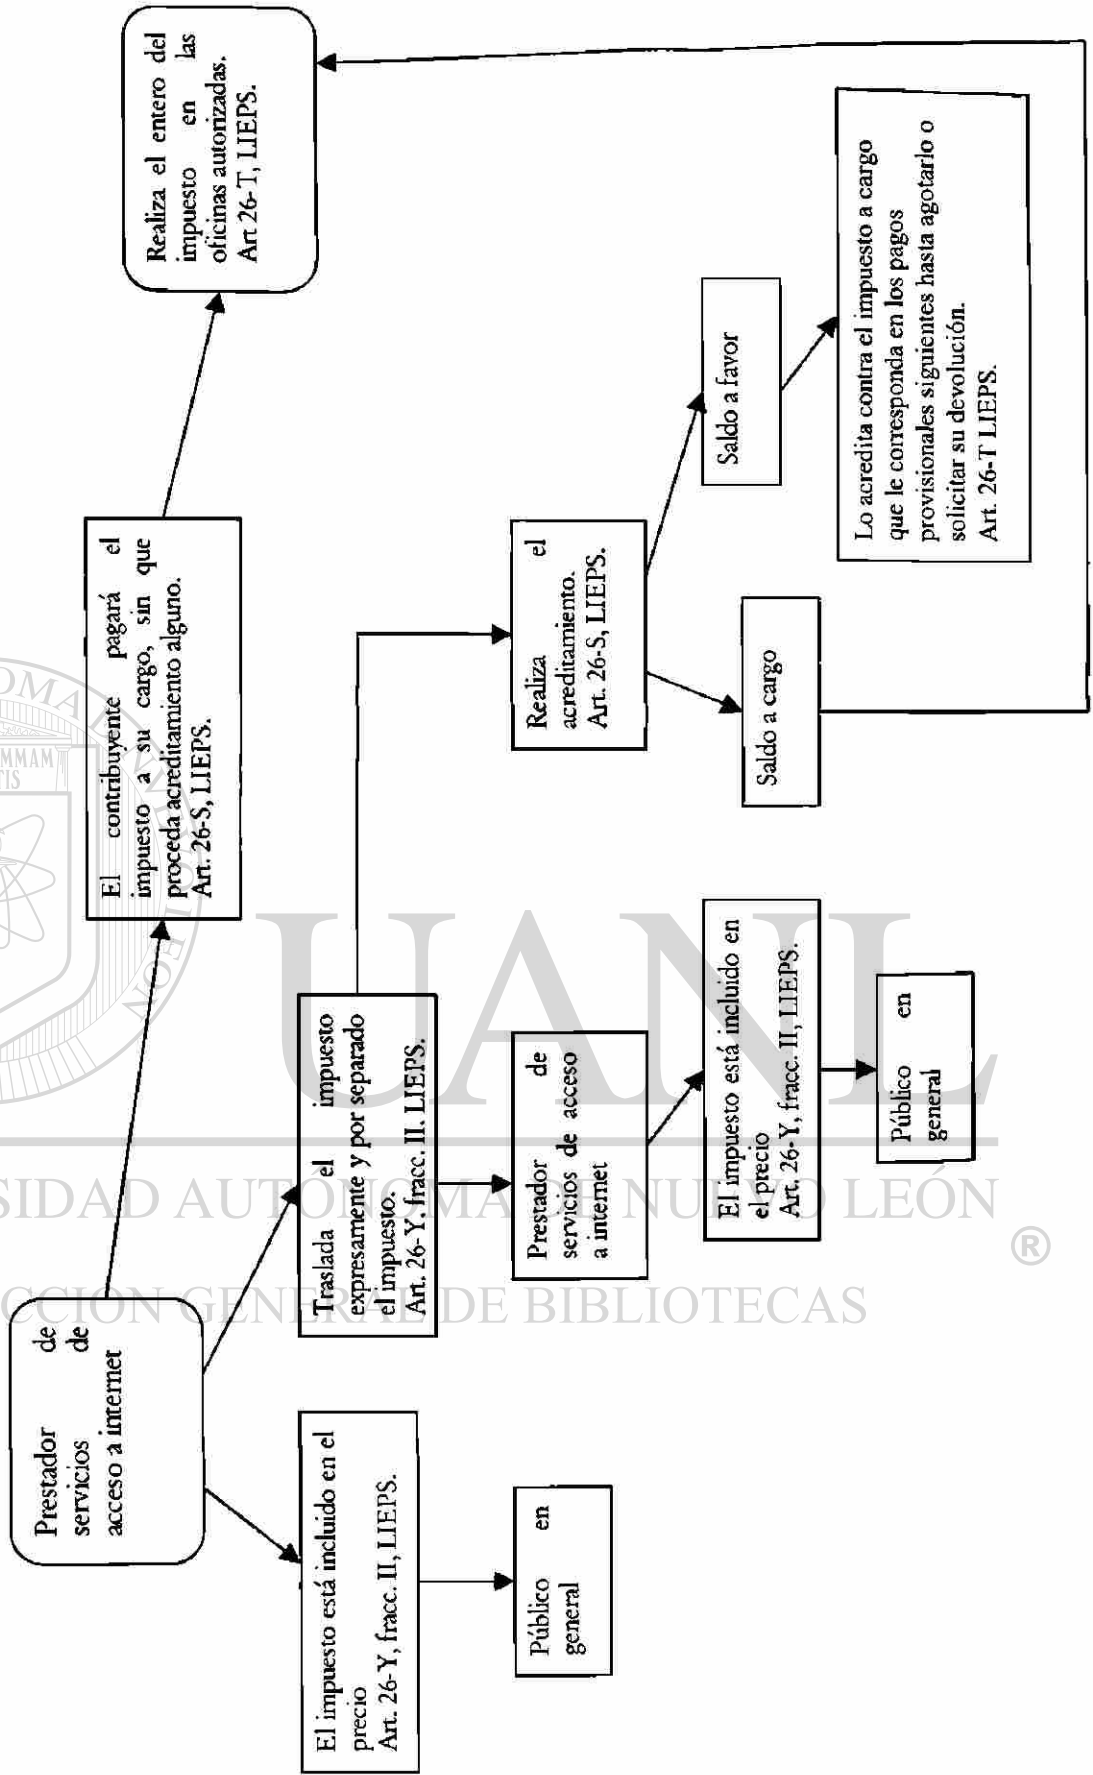 Prestador de
servicios de
acceso a internet
El contribuyente pagará el
impuesto a su cargo, sin que
proceda acreditamiento alguno.
Art. 26-S, LIEPS.
Realiza el entero del
impuesto en las
oficinas autorizadas.
Art 26-T, LIEPS.
El impuesto está incluido en el
precio
Art. 26-Y, fracc. II, LIEPS.
Público en
general
Traslada el impuesto
expresamente y por separado
el impuesto.
Art. 26-Y, fracc. II. LIEPS.
Prestador de
servicios de acceso
a internet
El impuesto está incluido en
el precio
Art. 26-Y, fracc. II, LIEPS.
Público en
general
Realiza el
acreditamiento.
Art. 26-S, LIEPS.
Saldo a cargo
Saldo a favor
Lo acredita contra el impuesto a cargo
que le corresponda en los pagos
provisionales siguientes hasta agotarlo o
solicitar su devolución.
Art. 26-T LIEPS.
UANL
SIDAD AUTÓNOMA DE NUEVO LEÓN
®
CCIÓN GENERAL DE BIBLIOTECAS